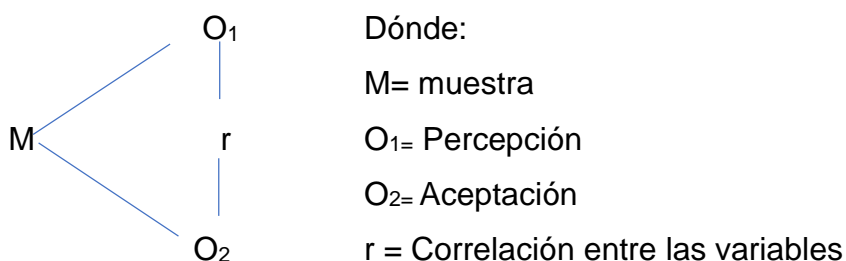 O₁ Dónde:
M= muestra
M r O₁₌ Percepción
O₂₌ Aceptación
O₂ r = Correlación entre las variables